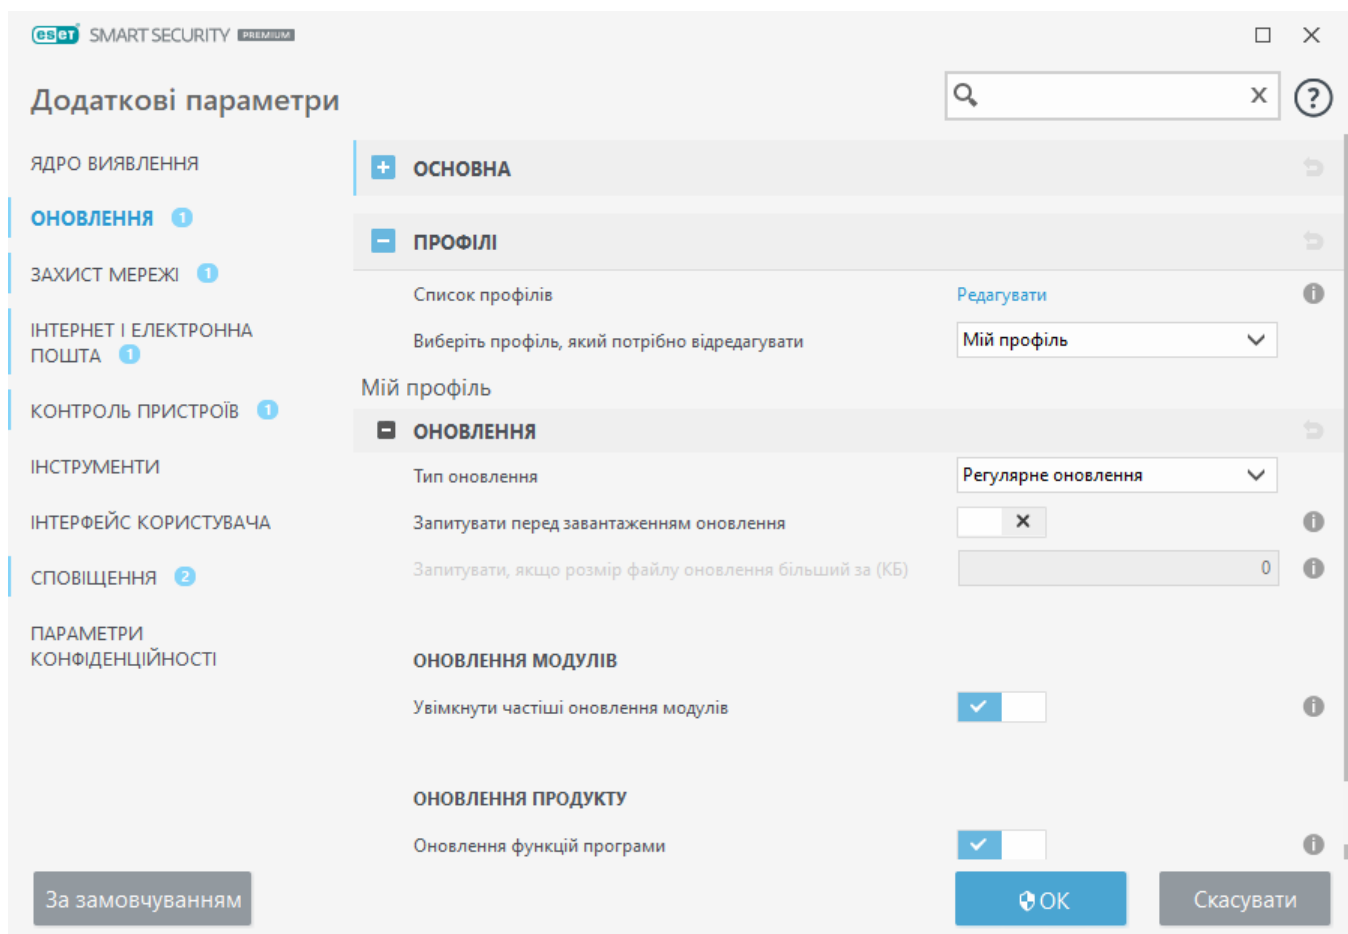 eseT SMART SECURITY PREMIUM
Додаткові параметри
ЯДРО ВИЯВЛЕННЯ
ОНОВЛЕННЯ 1
ЗАХИСТ МЕРЕЖІ 1
ІНТЕРНЕТ І ЕЛЕКТРОННА
ПОШТА 1
КОНТРОЛЬ ПРИСТРОЇВ 1
ІНСТРУМЕНТИ
ІНТЕРФЕЙС КОРИСТУВАЧА
СПОВІЩЕННЯ 2
ПАРАМЕТРИ
КОНФІДЕНЦІЙНОСТІ
ОСНОВНА
ПРОФІЛІ
Список профілів Редагувати
Виберіть профіль, який потрібно відредагувати Мій профіль
Мій профіль
ОНОВЛЕННЯ
Тип оновлення Регулярне оновлення
Запитувати перед завантаженням оновлення
Запитувати, якщо розмір файлу оновлення більший за (КБ) 0
ОНОВЛЕННЯ МОДУЛІВ
Увімкнути частіші оновлення модулів
ОНОВЛЕННЯ ПРОДУКТУ
Оновлення функцій програми
За замовчуванням OK Скасувати